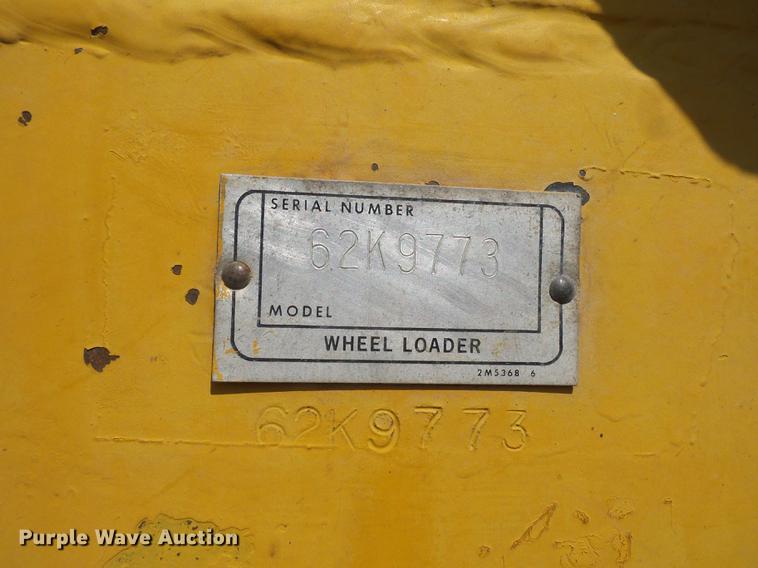 SERIAL NUMBER
62K9773
MODEL
WHEEL LOADER
2M5368 6
62K9773
Purple Wave Auction